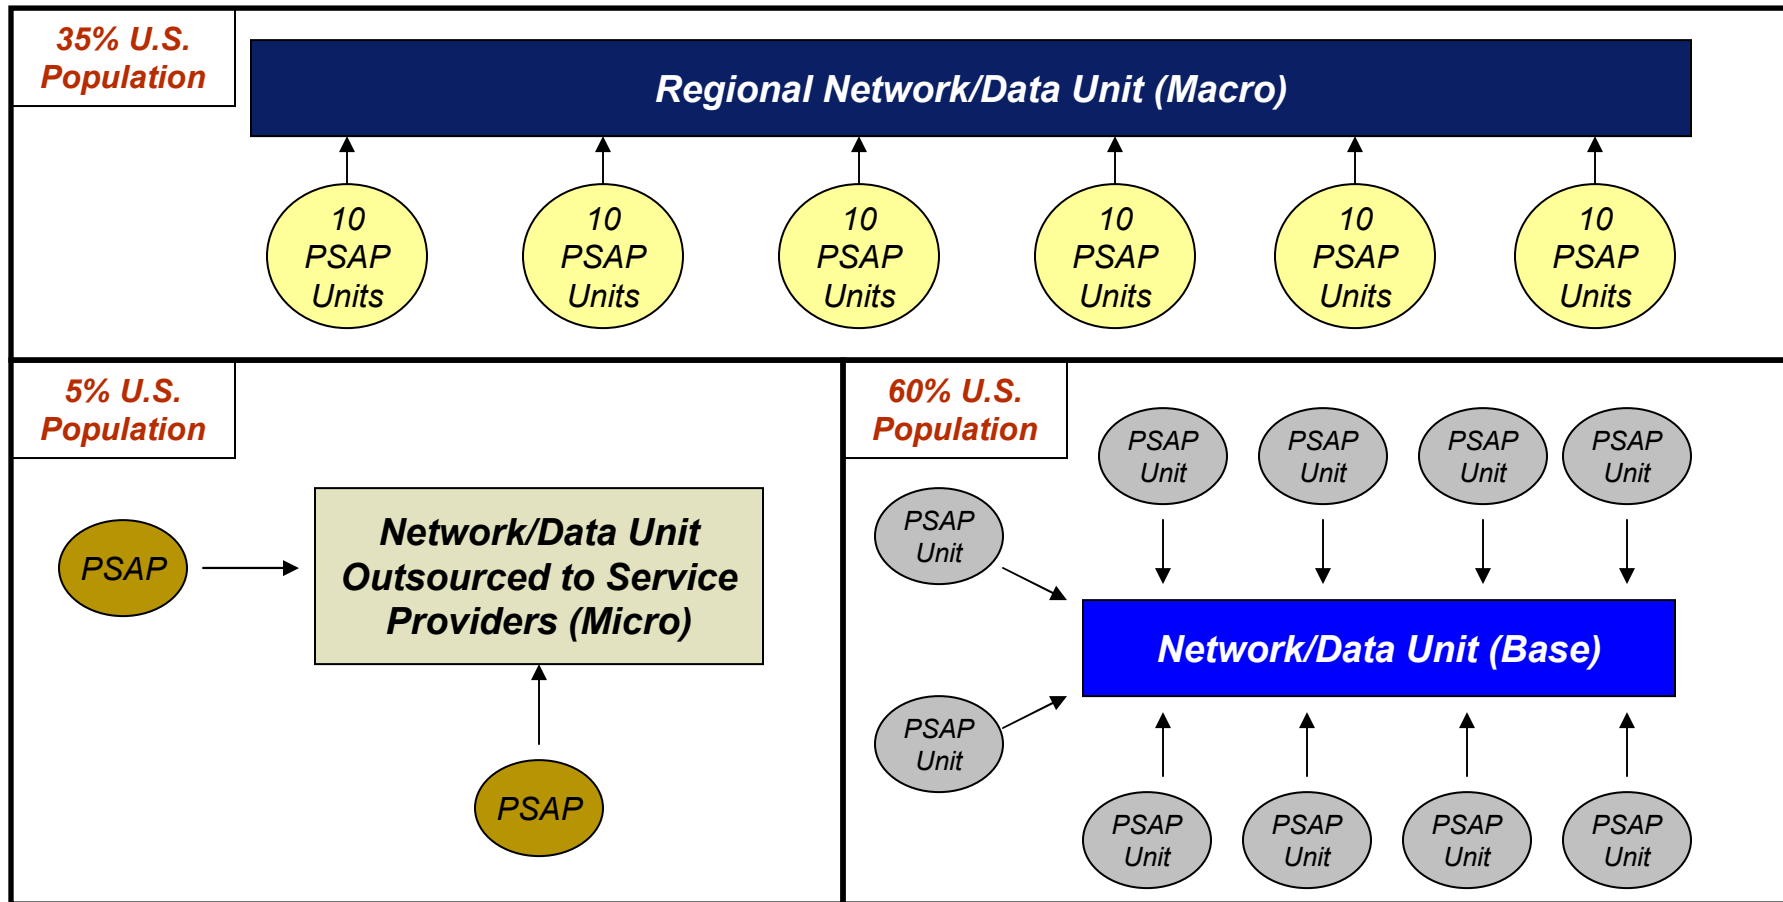 35% U.S.
Population
Regional Network/Data Unit (Macro)
10
PSAP
Units
10
PSAP
Units
10
PSAP
Units
10
PSAP
Units
10
PSAP
Units
10
PSAP
Units
5% U.S.
Population
PSAP
Network/Data Unit
Outsourced to Service
Providers (Micro)
PSAP
60% U.S.
Population
PSAP
Unit
PSAP
Unit
PSAP
Unit
PSAP
Unit
PSAP
Unit
Network/Data Unit (Base)
PSAP
Unit
PSAP
Unit
PSAP
Unit
PSAP
Unit
PSAP
Unit